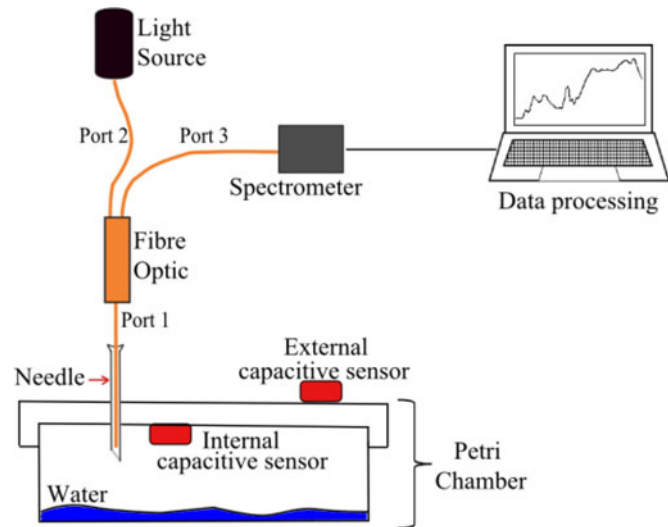 Light
Source
Port 2
Port 3
Spectrometer
Data processing
Fibre
Optic
Port 1
Needle
External
capacitive sensor
Internal
capacitive sensor
Petri
Chamber
Water